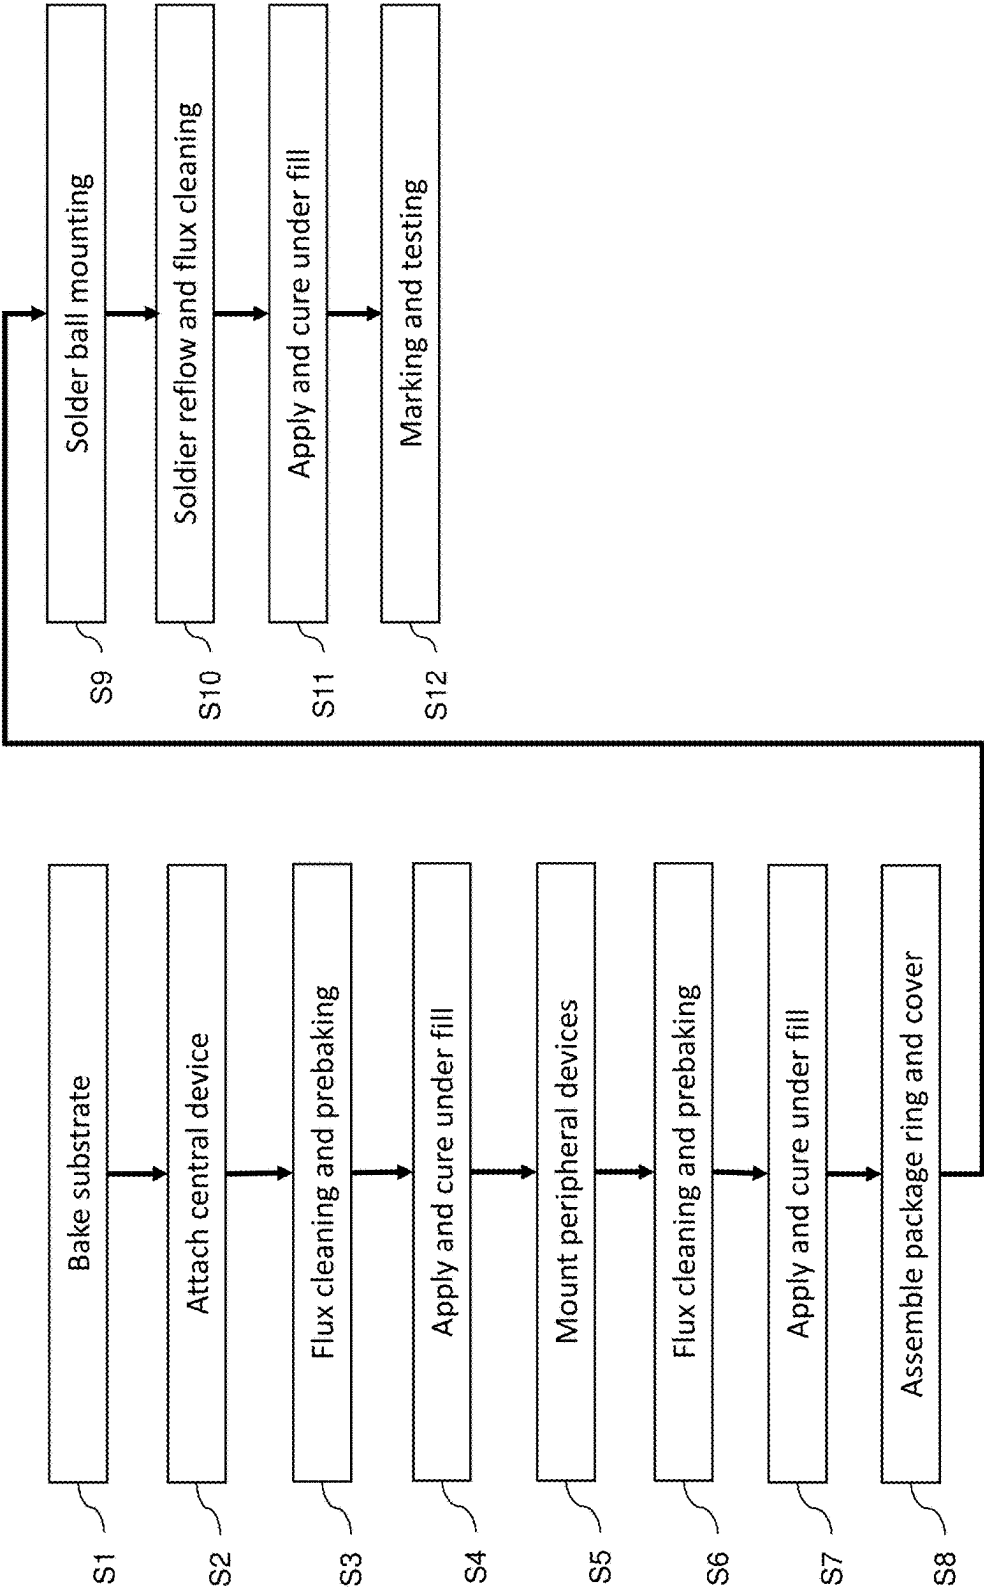 S1
Bake substrate
S2
Attach central device
S3
Flux cleaning and prebaking
S4
Apply and cure under fill
S5
Mount peripheral devices
S6
Flux cleaning and prebaking
S7
Apply and cure under fill
S8
Assemble package ring and cover
S9
Solder ball mounting
S10
Soldier reflow and flux cleaning
S11
Apply and cure under fill
S12
Marking and testing